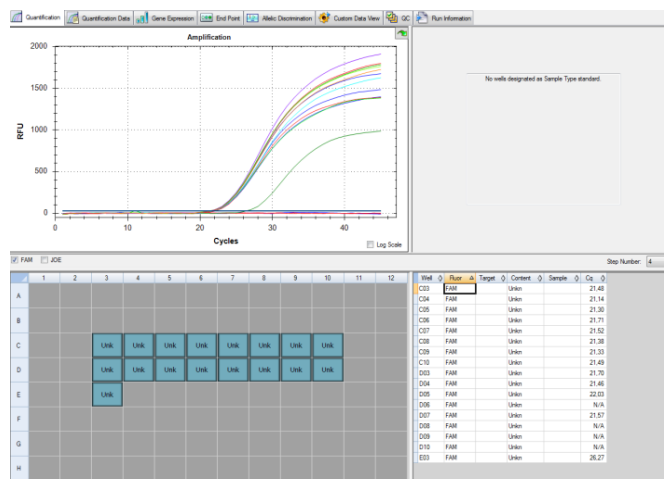 Quantification Quantification Data Gene Expression End Point Allelic Discrimination Custom Data View QC Run Information
Amplification
2000
1500
1000
500
0
RFU
0 10 20 30 40
Cycles
Log Scale
No wells designated as Sample Type standard.
FAM JOE
Step Number: 4
1 2 3 4 5 6 7 8 9 10 11 12
A
B
C Unk Unk Unk Unk Unk Unk Unk Unk
D Unk Unk Unk Unk Unk Unk Unk Unk
E Unk
F
G
H
Well Fluor Target Content Sample Cq
C03 FAM Unkn 21,48
C04 FAM Unkn 21,14
C05 FAM Unkn 21,30
C06 FAM Unkn 21,71
C07 FAM Unkn 21,52
C08 FAM Unkn 21,38
C09 FAM Unkn 21,33
C10 FAM Unkn 21,49
D03 FAM Unkn 21,70
D04 FAM Unkn 21,46
D05 FAM Unkn 22,03
D06 FAM Unkn N/A
D07 FAM Unkn 21,57
D08 FAM Unkn N/A
D09 FAM Unkn N/A
D10 FAM Unkn N/A
E03 FAM Unkn 26,27